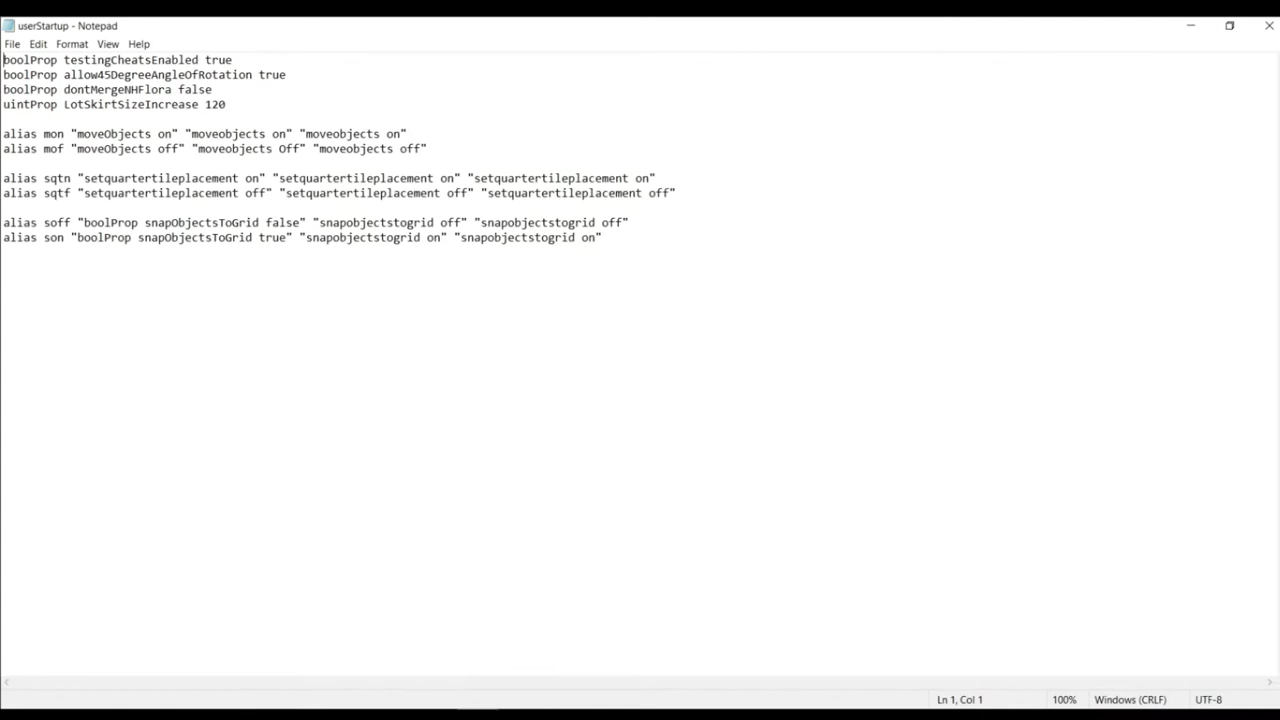 userStartup - Notepad
File Edit Format View Help
boolProp testingCheatsEnabled true
boolProp allow45DegreeAngleOfRotation true
boolProp dontMergeNHFlora false
uintProp LotSkirtSizeIncrease 120
alias mon "moveObjects on" "moveobjects on" "moveobjects on"
alias mof "moveObjects off" "moveobjects Off" "moveobjects off"
alias sqtn "setquartertileplacement on" "setquartertileplacement on" "setquartertileplacement on"
alias sqtf "setquartertileplacement off" "setquartertileplacement off" "setquartertileplacement off"
alias soff "boolProp snapObjectsToGrid false" "snapobjectstogrid off" "snapobjectstogrid off"
alias son "boolProp snapObjectsToGrid true" "snapobjectstogrid on" "snapobjectstogrid on"
Ln 1, Col 1 100% Windows (CRLF) UTF-8